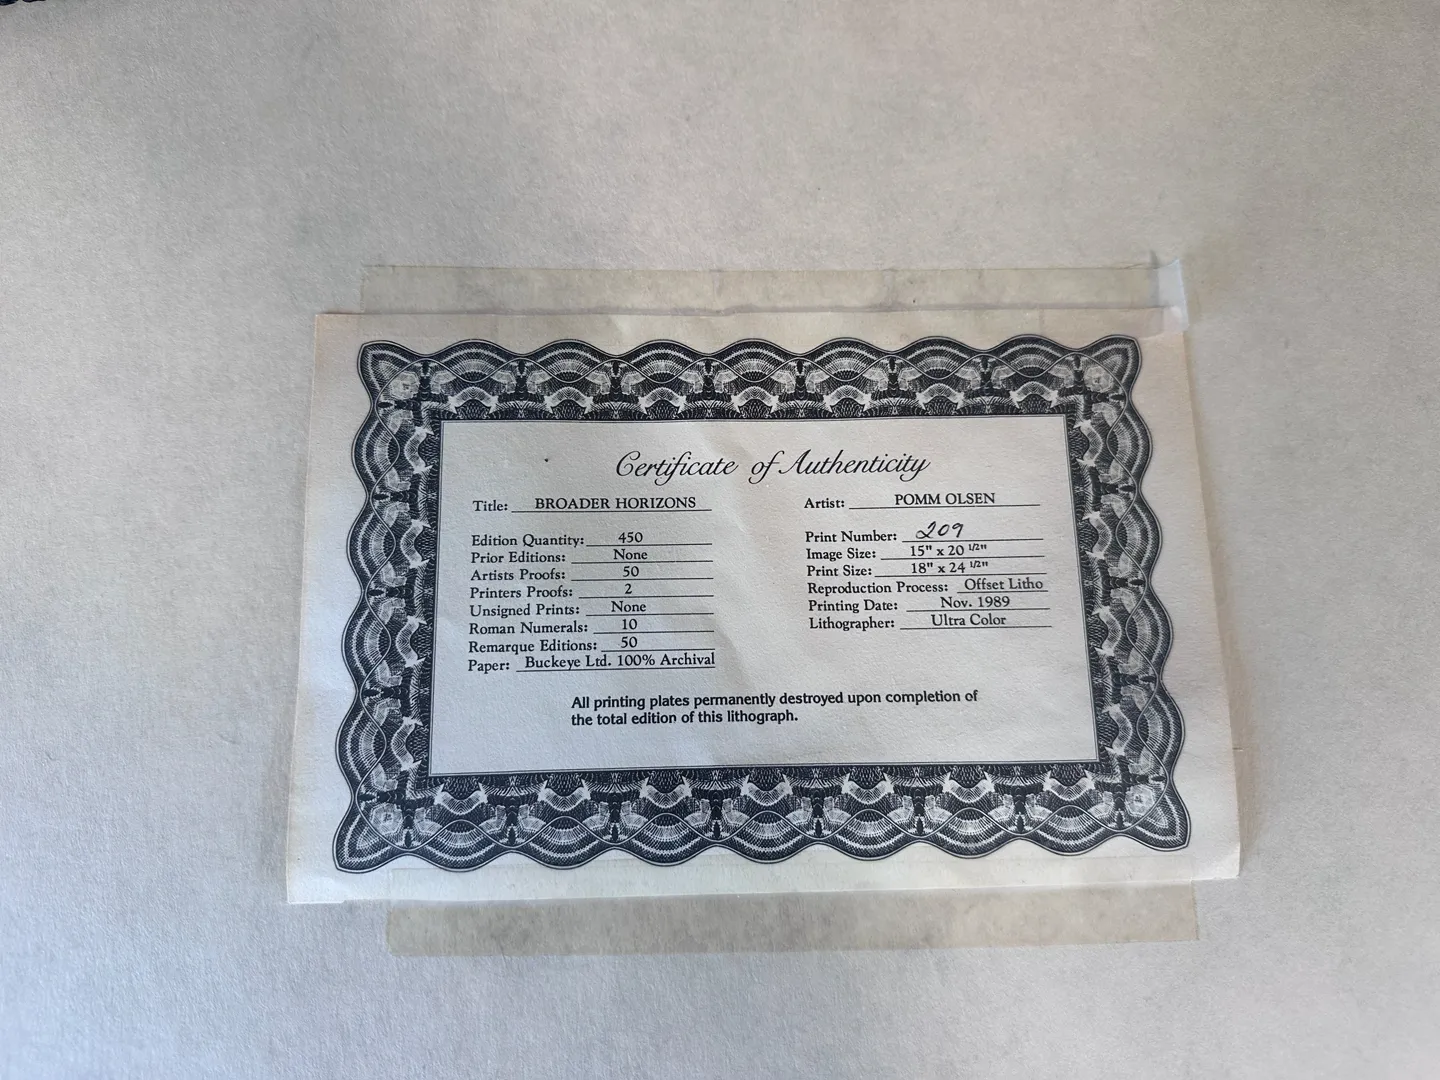 Certificate of Authenticity
Title: BROADER HORIZONS
Artist: POMM OLSEN
Edition Quantity: 450
Prior Editions: None
Artists Proofs: 50
Printers Proofs: 2
Unsigned Prints: None
Roman Numerals: 10
Remarque Editions: 50
Paper: Buckeye Ltd. 100% Archival
Print Number: 209
Image Size: 15" x 20 1/2"
Print Size: 18" x 24 1/2"
Reproduction Process: Offset Litho
Printing Date: Nov. 1989
Lithographer: Ultra Color
All printing plates permanently destroyed upon completion of
the total edition of this lithograph.